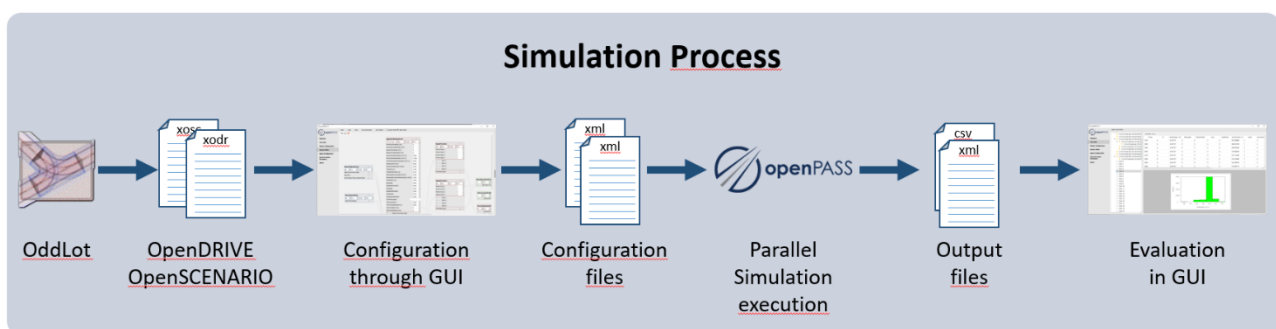 Simulation Process
xosc
xodr
xml
xml
openPASS
csv
xml
OddLot
OpenDRIVE
OpenSCENARIO
Configuration
through GUI
Configuration
files
Parallel
Simulation
execution
Output
files
Evaluation
in GUI